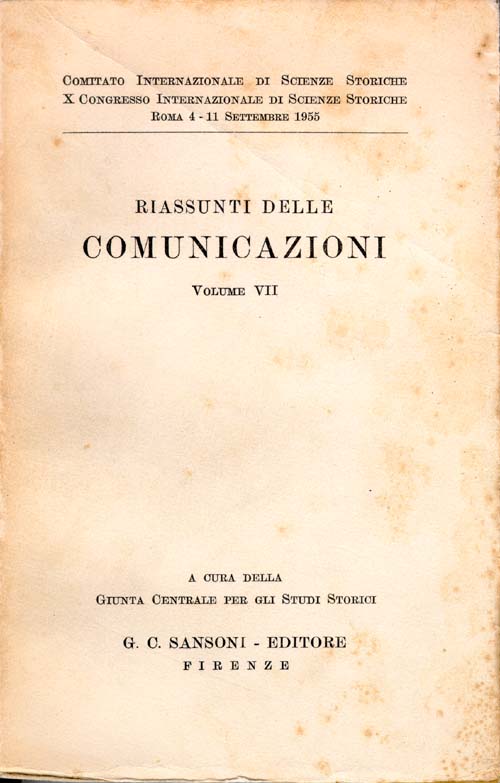 Comitato Internazionale di Scienze Storiche
X Congresso Internazionale di Scienze Storiche
Roma 4 - 11 Settembre 1955
RIASSUNTI DELLE
COMUNICAZIONI
Volume VII
A CURA DELLA
Giunta Centrale per gli Studi Storici
G. C. SANSONI - EDITORE
FIRENZE